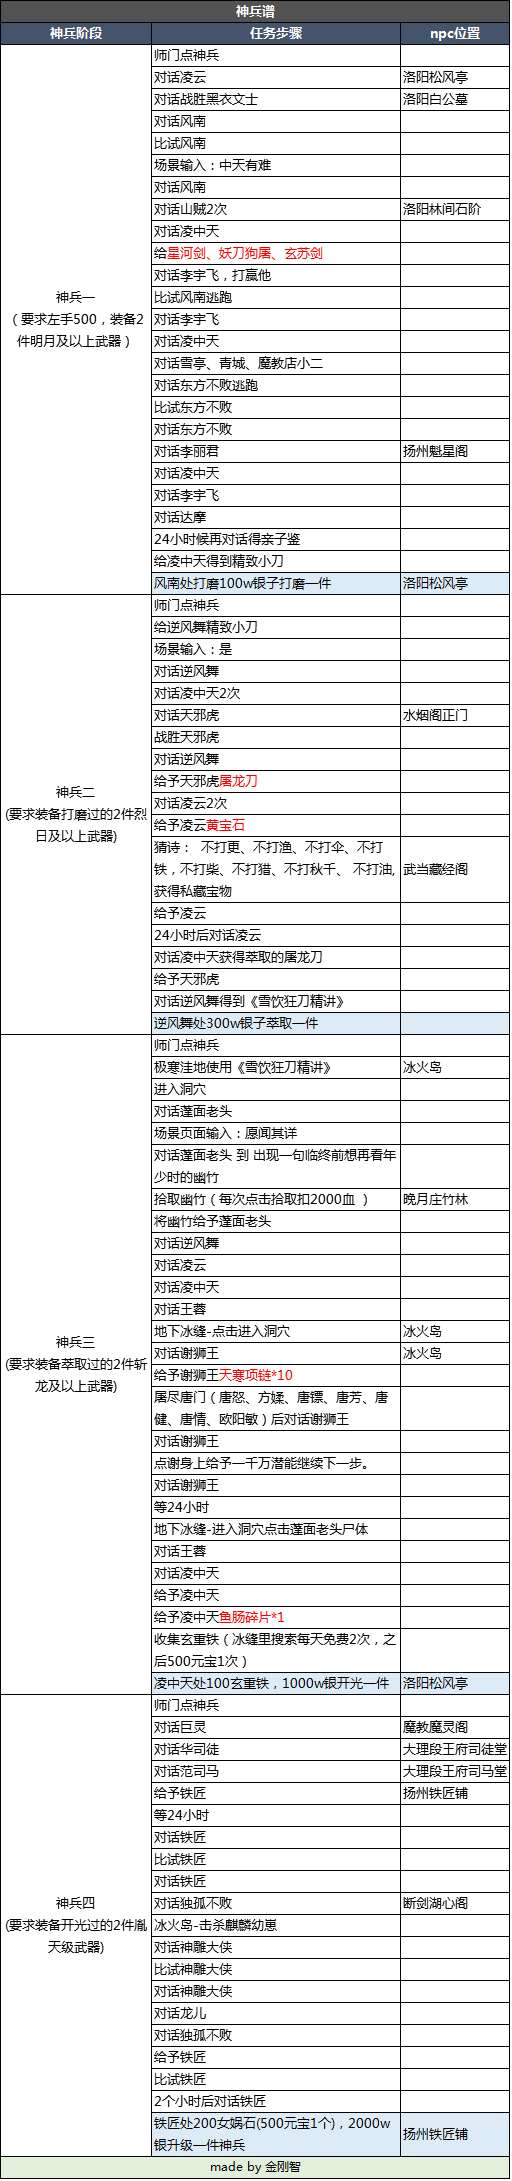 神兵谱
神兵阶段 任务步骤 npc位置
神兵一
（要求左手500，装备2
件明月及以上武器）
师门点神兵
对话凌云 洛阳松风亭
对话战胜黑衣文士 洛阳白公墓
对话风南
比试风南
场景输入：中天有难
对话风南
对话山贼2次 洛阳林间石阶
对话凌中天
给星河剑、妖刀狗屠、玄苏剑
对话李宇飞，打赢他
比试风南逃跑
对话李宇飞
对话凌中天
对话雪亭、青城、魔教店小二
对话东方不败逃跑
比试东方不败
对话东方不败
对话李丽君 扬州魁星阁
对话凌中天
对话李宇飞
对话达摩
24小时候再对话得亲子鉴
给凌中天得到精致小刀
风南处打磨100w银子打磨一件 洛阳松风亭
神兵二
(要求装备打磨过的2件烈
日及以上武器)
师门点神兵
给逆风舞精致小刀
场景输入：是
对话逆风舞
对话凌中天2次
对话天邪虎 水烟阁正门
战胜天邪虎
对话逆风舞
给予天邪虎屠龙刀
对话凌云2次
给予凌云黄宝石
猜诗： 不打更、不打渔、不打伞、不打
铁，不打柴、不打猎、不打秋千、 不打油,
获得私藏宝物
武当藏经阁
给予凌云
24小时后对话凌云
对话凌中天获得萃取的屠龙刀
给予天邪虎
对话逆风舞得到《雪饮狂刀精讲》
逆风舞处300w银子萃取一件
神兵三
(要求装备萃取过的2件斩
龙及以上武器)
师门点神兵
极寒洼地使用《雪饮狂刀精讲》 冰火岛
进入洞穴
对话蓬面老头
场景页面输入：愿闻其详
对话蓬面老头 到 出现一句临终前想再看年
少时的幽竹
拾取幽竹（每次点击拾取扣2000血 ） 晚月庄竹林
将幽竹给予蓬面老头
对话逆风舞
对话凌云
对话凌中天
对话王蓉
地下冰缝-点击进入洞穴 冰火岛
对话谢狮王 冰火岛
给予谢狮王天寒项链*10
屠尽唐门（唐怒、方媃、唐镖、唐芳、唐
健、唐情、欧阳敏）后对话谢狮王
对话谢狮王
点谢身上给予一千万潜能继续下一步。
对话谢狮王
等24小时
地下冰缝-进入洞穴点击蓬面老头尸体
对话王蓉
对话凌中天
给予凌中天
给予凌中天鱼肠碎片*1
收集玄重铁（冰缝里搜索每天免费2次，之
后500元宝1次）
凌中天处100玄重铁，1000w银开光一件 洛阳松风亭
神兵四
(要求装备开光过的2件胤
天级武器)
师门点神兵
对话巨灵 魔教魔灵阁
对话华司徒 大理段王府司徒堂
对话范司马 大理段王府司马堂
给予铁匠 扬州铁匠铺
等24小时
对话铁匠
比试铁匠
对话铁匠
对话独孤不败 断剑湖心阁
冰火岛-击杀麒麟幼崽
对话神雕大侠
比试神雕大侠
对话神雕大侠
对话龙儿
对话独孤不败
给予铁匠
比试铁匠
2个小时后对话铁匠
铁匠处200女娲石(500元宝1个)，2000w
银升级一件神兵
扬州铁匠铺
made by 金刚智